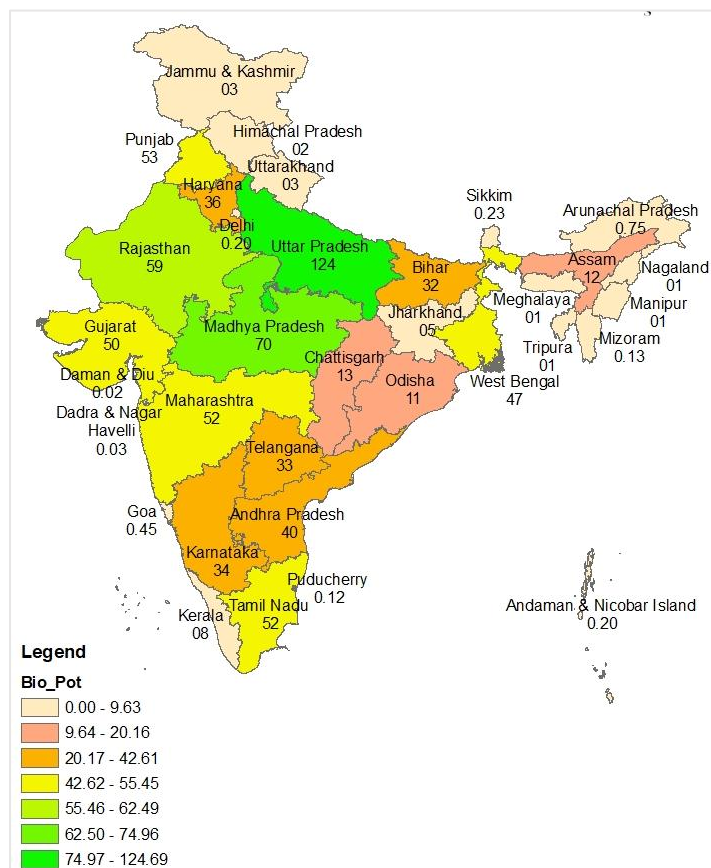 Jammu & Kashmir
03
Himachal Pradesh
02
Punjab
53
Uttarakhand
03
Haryana
36
Delhi
0.20
Sikkim
0.23
Arunachal Pradesh
0.75
Rajasthan
59
Uttar Pradesh
124
Bihar
32
Assam
12
Nagaland
01
Meghalaya
01
Manipur
01
Jharkhand
05
Gujarat
50
Madhya Pradesh
70
Tripura
01
Mizoram
0.13
Chattisgarh
13
Daman & Diu
0.02
Odisha
11
West Bengal
47
Maharashtra
52
Dadra & Nagar
Havelli
0.03
Telangana
33
Goa
0.45
Andhra Pradesh
40
Karnataka
34
Puducherry
0.12
Kerala
08
Tamil Nadu
52
Andaman & Nicobar Island
0.20
Legend
Bio_Pot
0.00 - 9.63
9.64 - 20.16
20.17 - 42.61
42.62 - 55.45
55.46 - 62.49
62.50 - 74.96
74.97 - 124.69